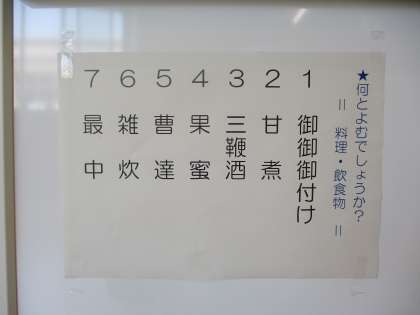 ★何とよむでしょうか?
＝ 料理・飲食物 ＝
1 御御御付け
2 甘煮
3 三鞭酒
4 果蜜
5 曹達
6 雑炊
7 最中